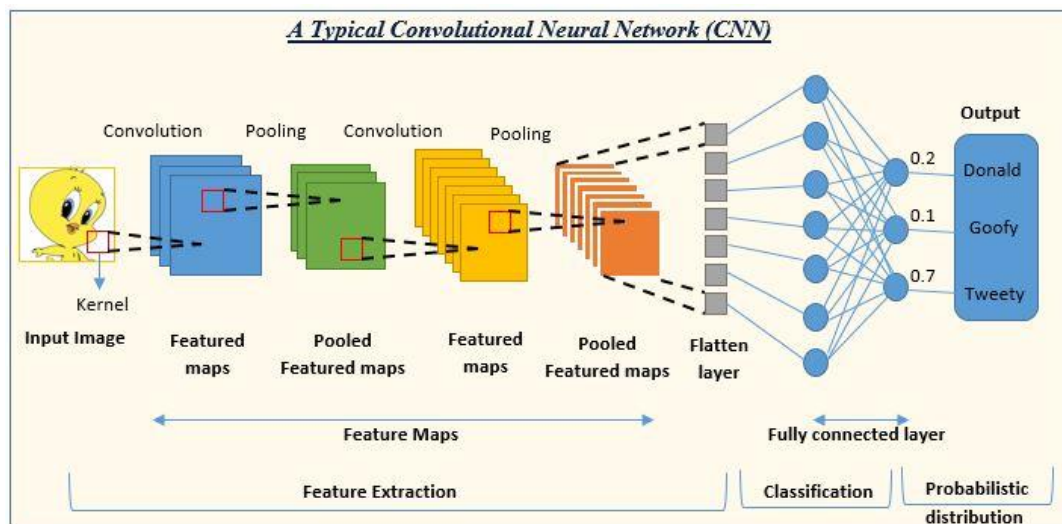 A Typical Convolutional Neural Network (CNN)
Convolution
Pooling
Convolution
Pooling
Output
0.2
Donald
0.1
Goofy
0.7
Tweety
Kernel
Input Image
Featured
maps
Pooled
Featured maps
Featured
maps
Pooled
Featured maps
Flatten
layer
Feature Maps
Fully connected layer
Feature Extraction
Classification
Probabilistic
distribution